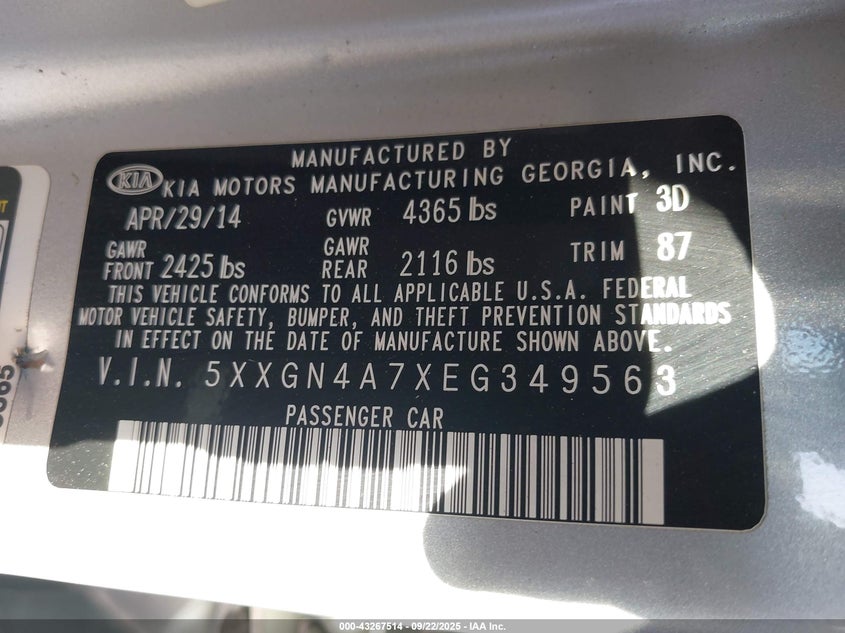 MANUFACTURED BY
KIA KIA MOTORS MANUFACTURING GEORGIA, INC.
APR/29/14 GVWR 4365 lbs PAINT 3D
GAWR FRONT 2425 lbs GAWR REAR 2116 lbs TRIM 87
THIS VEHICLE CONFORMS TO ALL APPLICABLE U.S.A. FEDERAL
MOTOR VEHICLE SAFETY, BUMPER, AND THEFT PREVENTION STANDARDS
IN EFFECT ON THE DATE OF MANUFACTURE SHOWN ABOVE.
V.I.N. 5XXGN4A7XEG349563
PASSENGER CAR
000-43267514 - 09/22/2025 - IAA Inc.